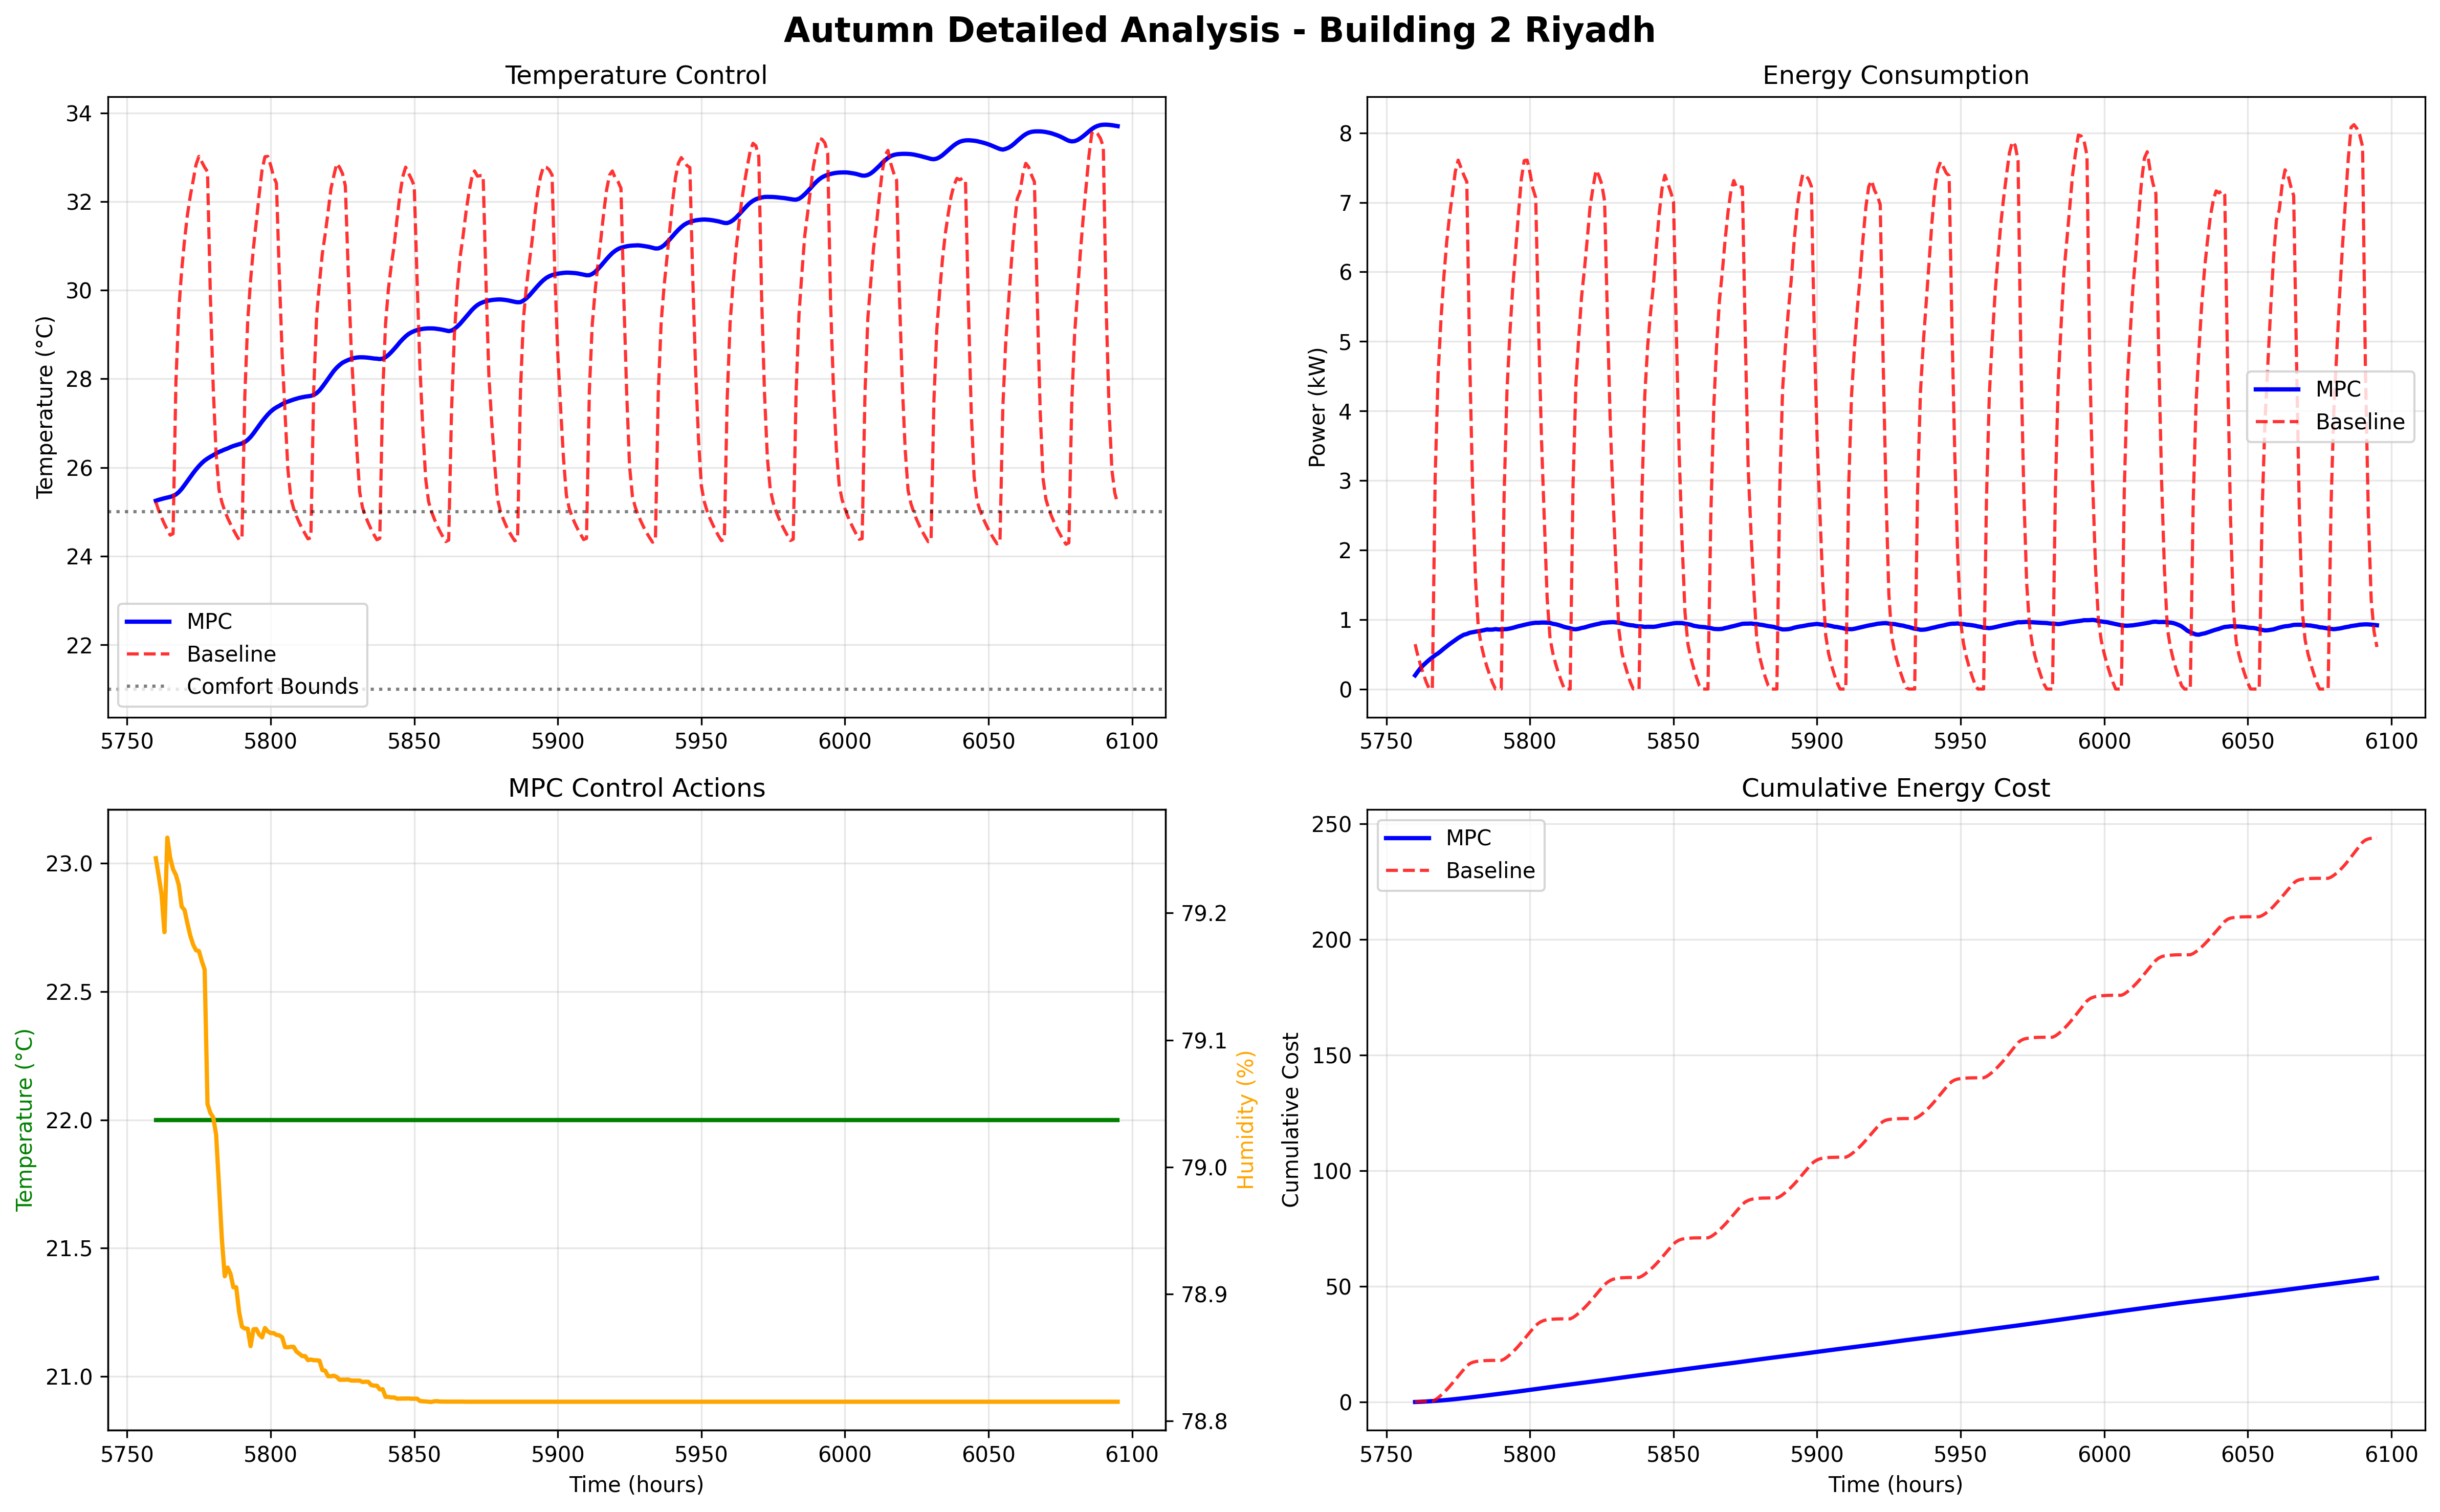 Autumn Detailed Analysis - Building 2 Riyadh
Temperature Control
Temperature (°C)
34
32
30
28
26
24
22
MPC
Baseline
Comfort Bounds
5750 5800 5850 5900 5950 6000 6050 6100
Energy Consumption
Power (kW)
8
7
6
5
4
3
2
1
0
MPC
Baseline
5750 5800 5850 5900 5950 6000 6050 6100
MPC Control Actions
Temperature (°C)
23.0
22.5
22.0
21.5
21.0
79.2
79.1
79.0
78.9
78.8
Humidity (%)
5750 5800 5850 5900 5950 6000 6050 6100
Time (hours)
Cumulative Energy Cost
Cumulative Cost
250
200
150
100
50
0
MPC
Baseline
5750 5800 5850 5900 5950 6000 6050 6100
Time (hours)